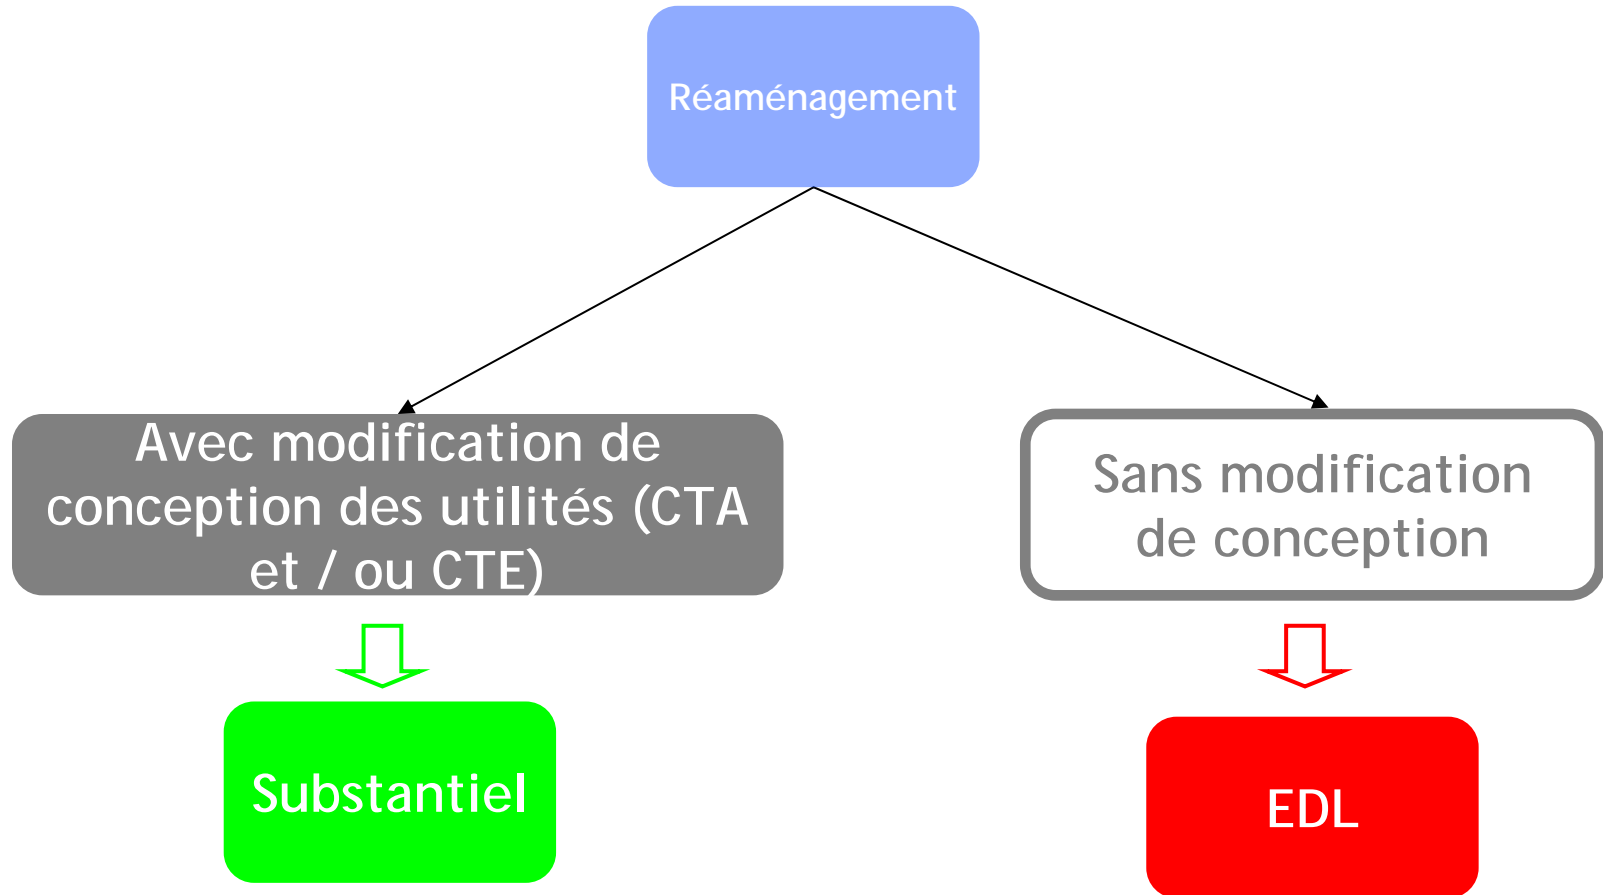 Réaménagement
Avec modification de
conception des utilités (CTA
et / ou CTE)
Sans modification
de conception
Substantiel
EDL